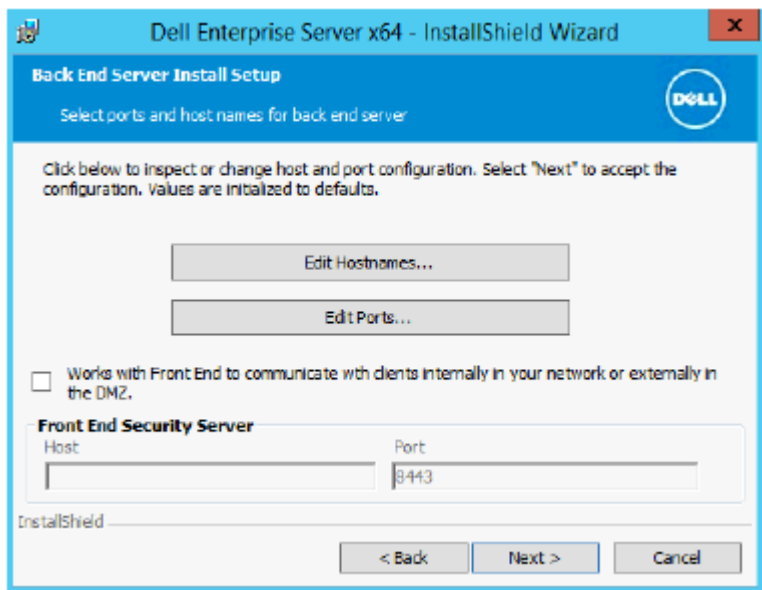 Dell Enterprise Server x64 - InstallShield Wizard
x
Back End Server Install Setup
Select ports and host names for back end server
DELL
Click below to inspect or change host and port configuration. Select "Next" to accept the
configuration. Values are initialized to defaults.
Edit Hostnames...
Edit Ports...
Works with Front End to communicate wth clients internally in your network or externally in
the DMZ.
Front End Security Server
Host
Port
8443
InstallShield
< Back
Next >
Cancel